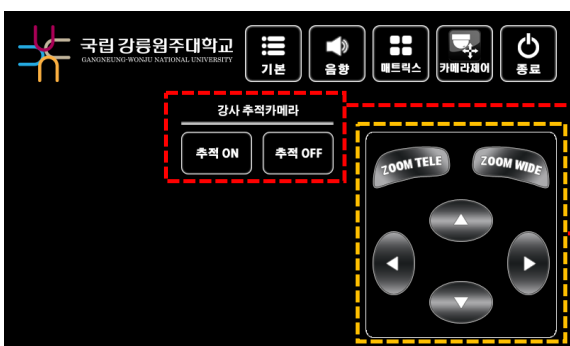 국립 강릉원주대학교
GANGNEUNG-WONJU NATIONAL UNIVERSITY
기본
음향
매트릭스
카메라제어
종료
강사 추적카메라
추적 ON
추적 OFF
ZOOM TELE
ZOOM WIDE